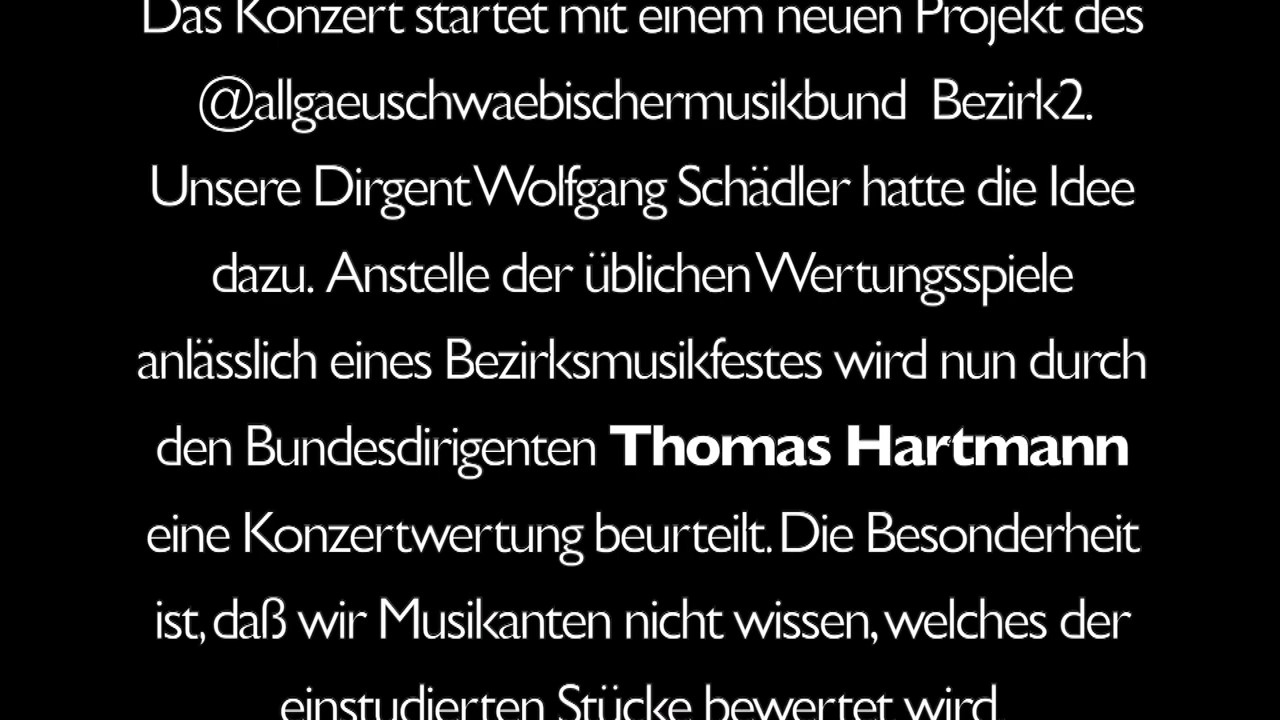 Das Konzert startet mit einem neuen Projekt des
@allgaeuschwaebischermusikbund Bezirk2.
Unsere Dirgent Wolfgang Schädler hatte die Idee
dazu. Anstelle der üblichen Wertungsspiele
anlässlich eines Bezirksmusikfestes wird nun durch
den Bundesdirigenten Thomas Hartmann
eine Konzertwertung beurteilt. Die Besonderheit
ist, daß wir Musikanten nicht wissen, welches der
einstudierten Stücke bewertet wird.